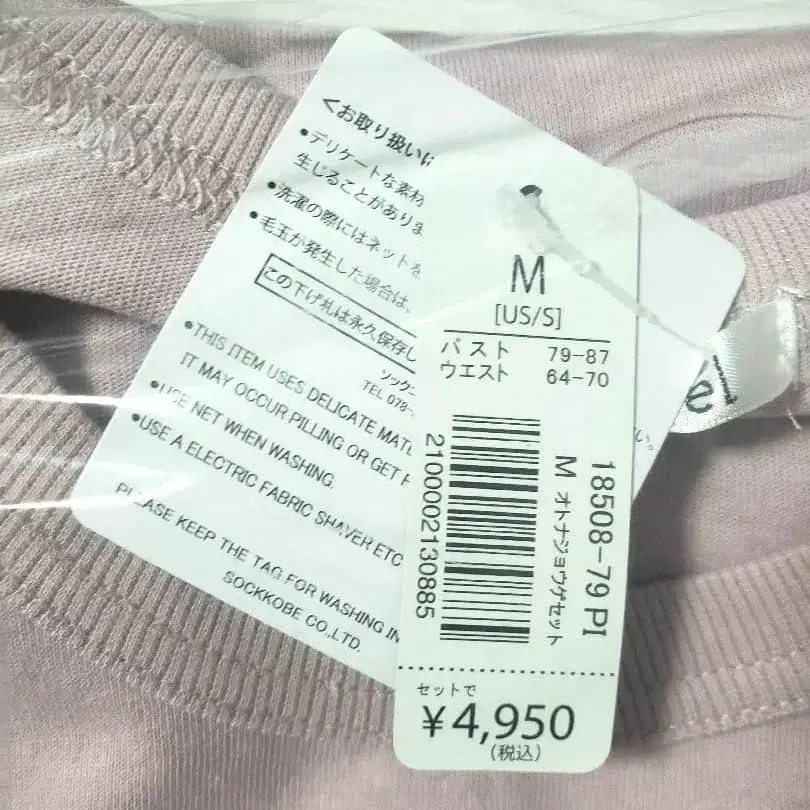 <お取り扱いに
•デリケートな素材
生じることがありま
•洗濯の際にはネットを
•毛玉が発生した場合は、
この下げ札は永久保存し
TEL 078-
•THIS ITEM USES DELICATE
IT MAY OCCUR PILLING OR GET
•USE NET WHEN WASHING.
•USE A ELECTRIC FABRIC SHAVER ETC
PLEASE KEEP THE TAG FOR WASHING IN
SOCKKOBE CO.,LTD.
M
[US/S]
バスト 79-87
ウエスト 64-70
2100002130885
18508-79 PI
M オトナジョウゲセット
セットで
¥4,950
(税込)